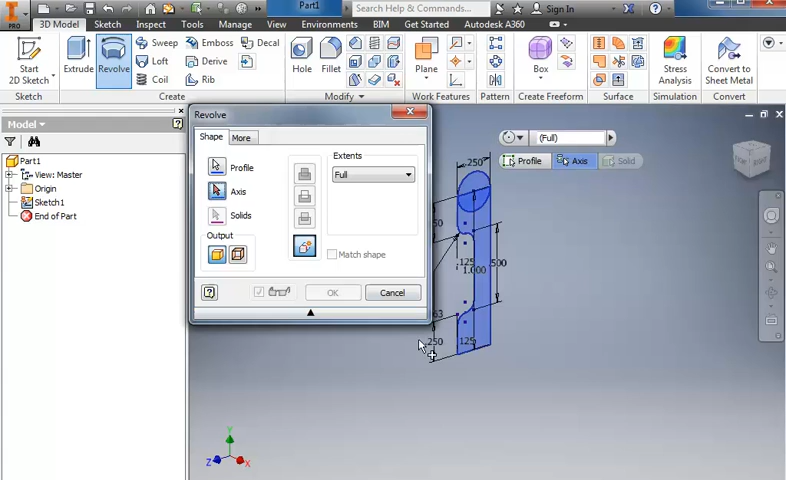 Part1
Search Help & Commands...
Sign In
PRO
3D Model
Sketch
Inspect
Tools
Manage
View
Environments
BIM
Get Started
Autodesk A360
Start
2D Sketch
Extrude
Revolve
Sweep
Emboss
Decal
Loft
Derive
Coil
Rib
Hole
Fillet
Plane
Box
Stress
Analysis
Convert to
Sheet Metal
Sketch
Create
Modify
Work Features
Pattern
Create Freeform
Surface
Simulation
Convert
Model
Part1
View: Master
Origin
Sketch1
End of Part
Revolve
Shape
More
Profile
Axis
Solids
Output
Extents
Full
Match shape
OK
Cancel
(Full)
Profile
Axis
Solid
.250
50
.500
.125
1.000
63
.250
.125
Y
Z
X